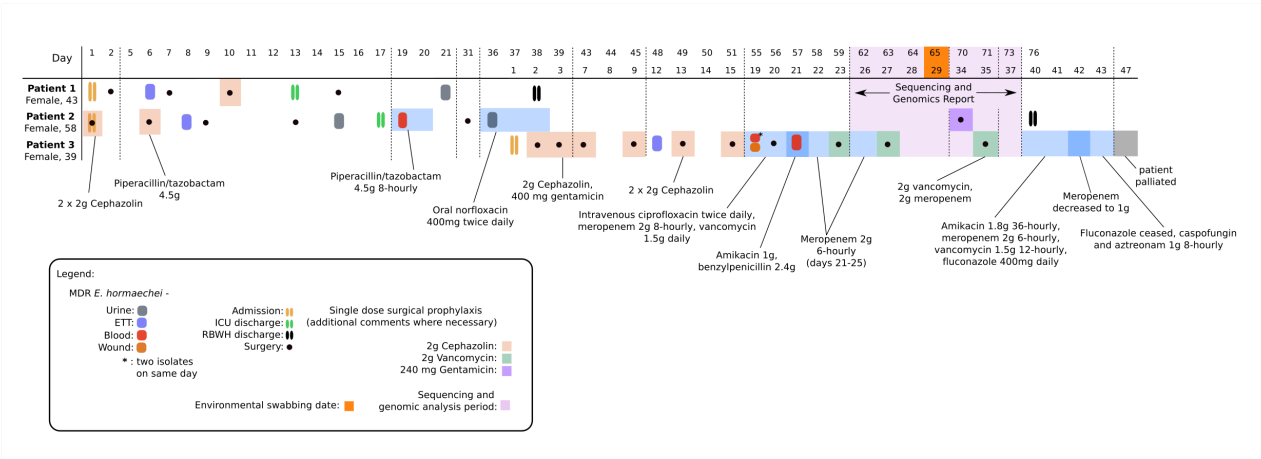 Day 1 2 5 6 7 10 11 12 13 14 15 16 17 19 20 21 31 36 37 38 39 43 44 45 48 49 50 51 55 56 57 58 59 62 63 64 65 70 71 73 76
1 2 3 7 8 9 12 13 14 15 19 20 21 22 23 26 27 28 29 34 35 37 40 41 42 43 47
Patient 1
Female, 43
Sequencing and
Genomics Report
Patient 2
Female, 58
*
Patient 3
Female, 39
2 x 2g Cephazolin
Piperacillin/tazobactam
4.5g
Piperacillin/tazobactam
4.5g 8-hourly
Oral norfloxacin
400mg twice daily
2g Cephazolin,
400 mg gentamicin
2 x 2g Cephazolin
Intravenous ciprofloxacin twice daily,
meropenem 2g 8-hourly, vancomycin
1.5g daily
Amikacin 1g,
benzylpenicillin 2.4g
Meropenem 2g
6-hourly
(days 21-25)
2g vancomycin,
2g meropenem
Amikacin 1.8g 36-hourly,
meropenem 2g 6-hourly,
vancomycin 1.5g 12-hourly,
fluconazole 400mg daily
Meropenem
decreased to 1g
Fluconazole ceased, caspofungin
and aztreonam 1g 8-hourly
patient
palliated
Legend:
MDR E. hormaechei -
Urine:
ETT:
Blood:
Wound:
* : two isolates
on same day
Admission:
ICU discharge:
RBWH discharge:
Surgery:
Single dose surgical prophylaxis
(additional comments where necessary)
2g Cephazolin:
2g Vancomycin:
240 mg Gentamicin:
Environmental swabbing date:
Sequencing and
genomic analysis period: